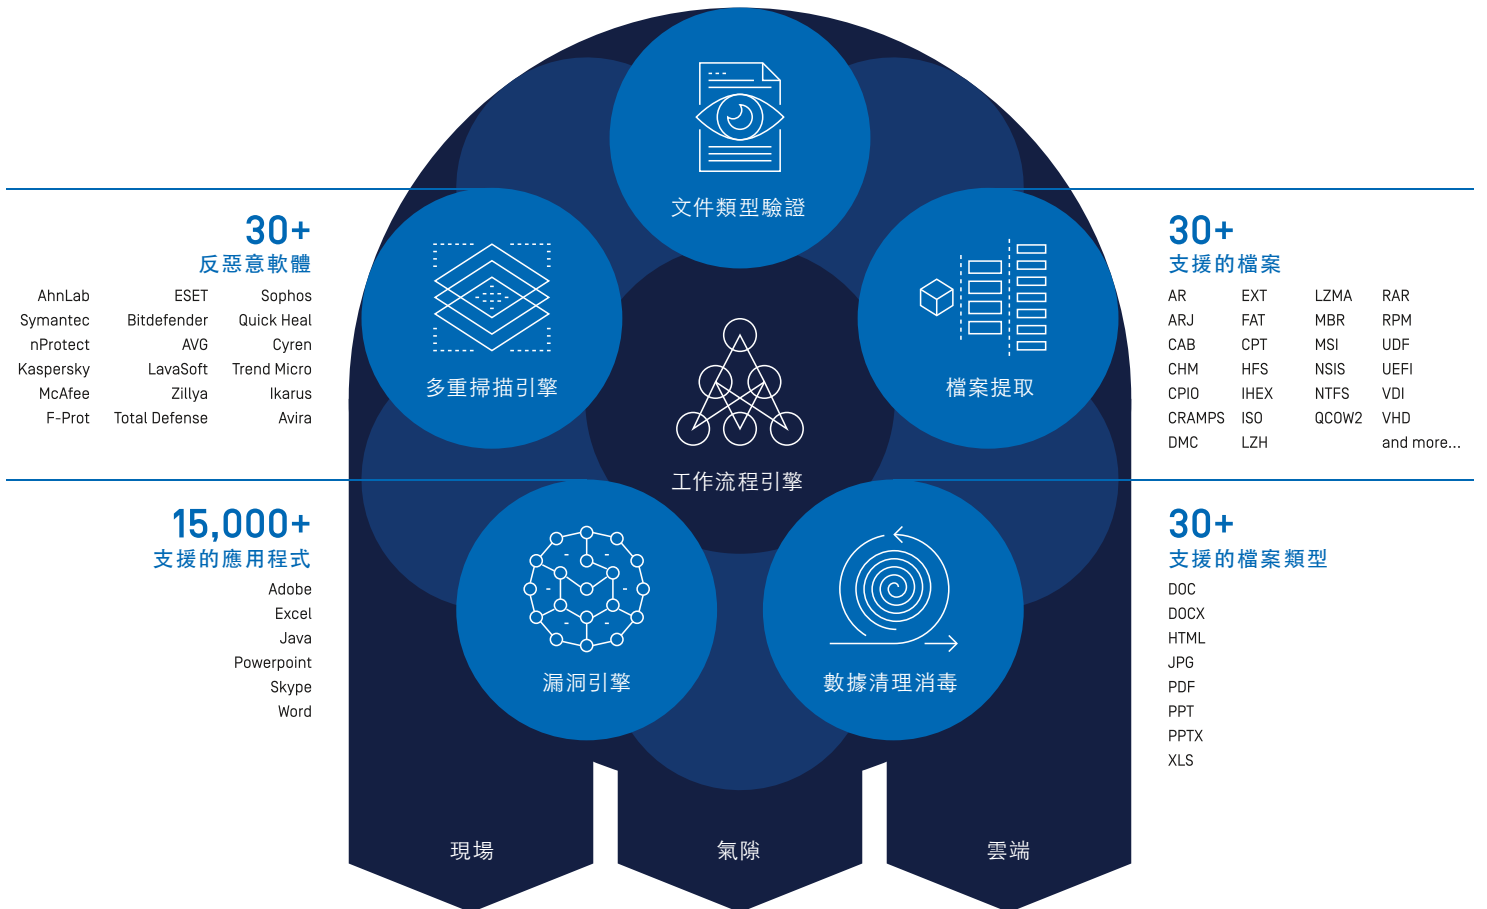 文件類型驗證
30+
反惡意軟體
AhnLab ESET Sophos
Symantec Bitdefender Quick Heal
nProtect AVG Cyren
Kaspersky LavaSoft Trend Micro
McAfee Zillya Ikarus
F-Prot Total Defense Avira
多重掃描引擎
檔案提取
30+
支援的檔案
AR EXT LZMA RAR
ARJ FAT MBR RPM
CAB CPT MSI UDF
CHM HFS NSIS UEFI
CPIO IHEX NTFS VDI
CRAMPS ISO QCOW2 VHD
DMC LZH and more...
工作流程引擎
15,000+
支援的應用程式
Adobe
Excel
Java
Powerpoint
Skype
Word
漏洞引擎
數據清理消毒
30+
支援的檔案類型
DOC
DOCX
HTML
JPG
PDF
PPT
PPTX
XLS
現場
氣隙
雲端